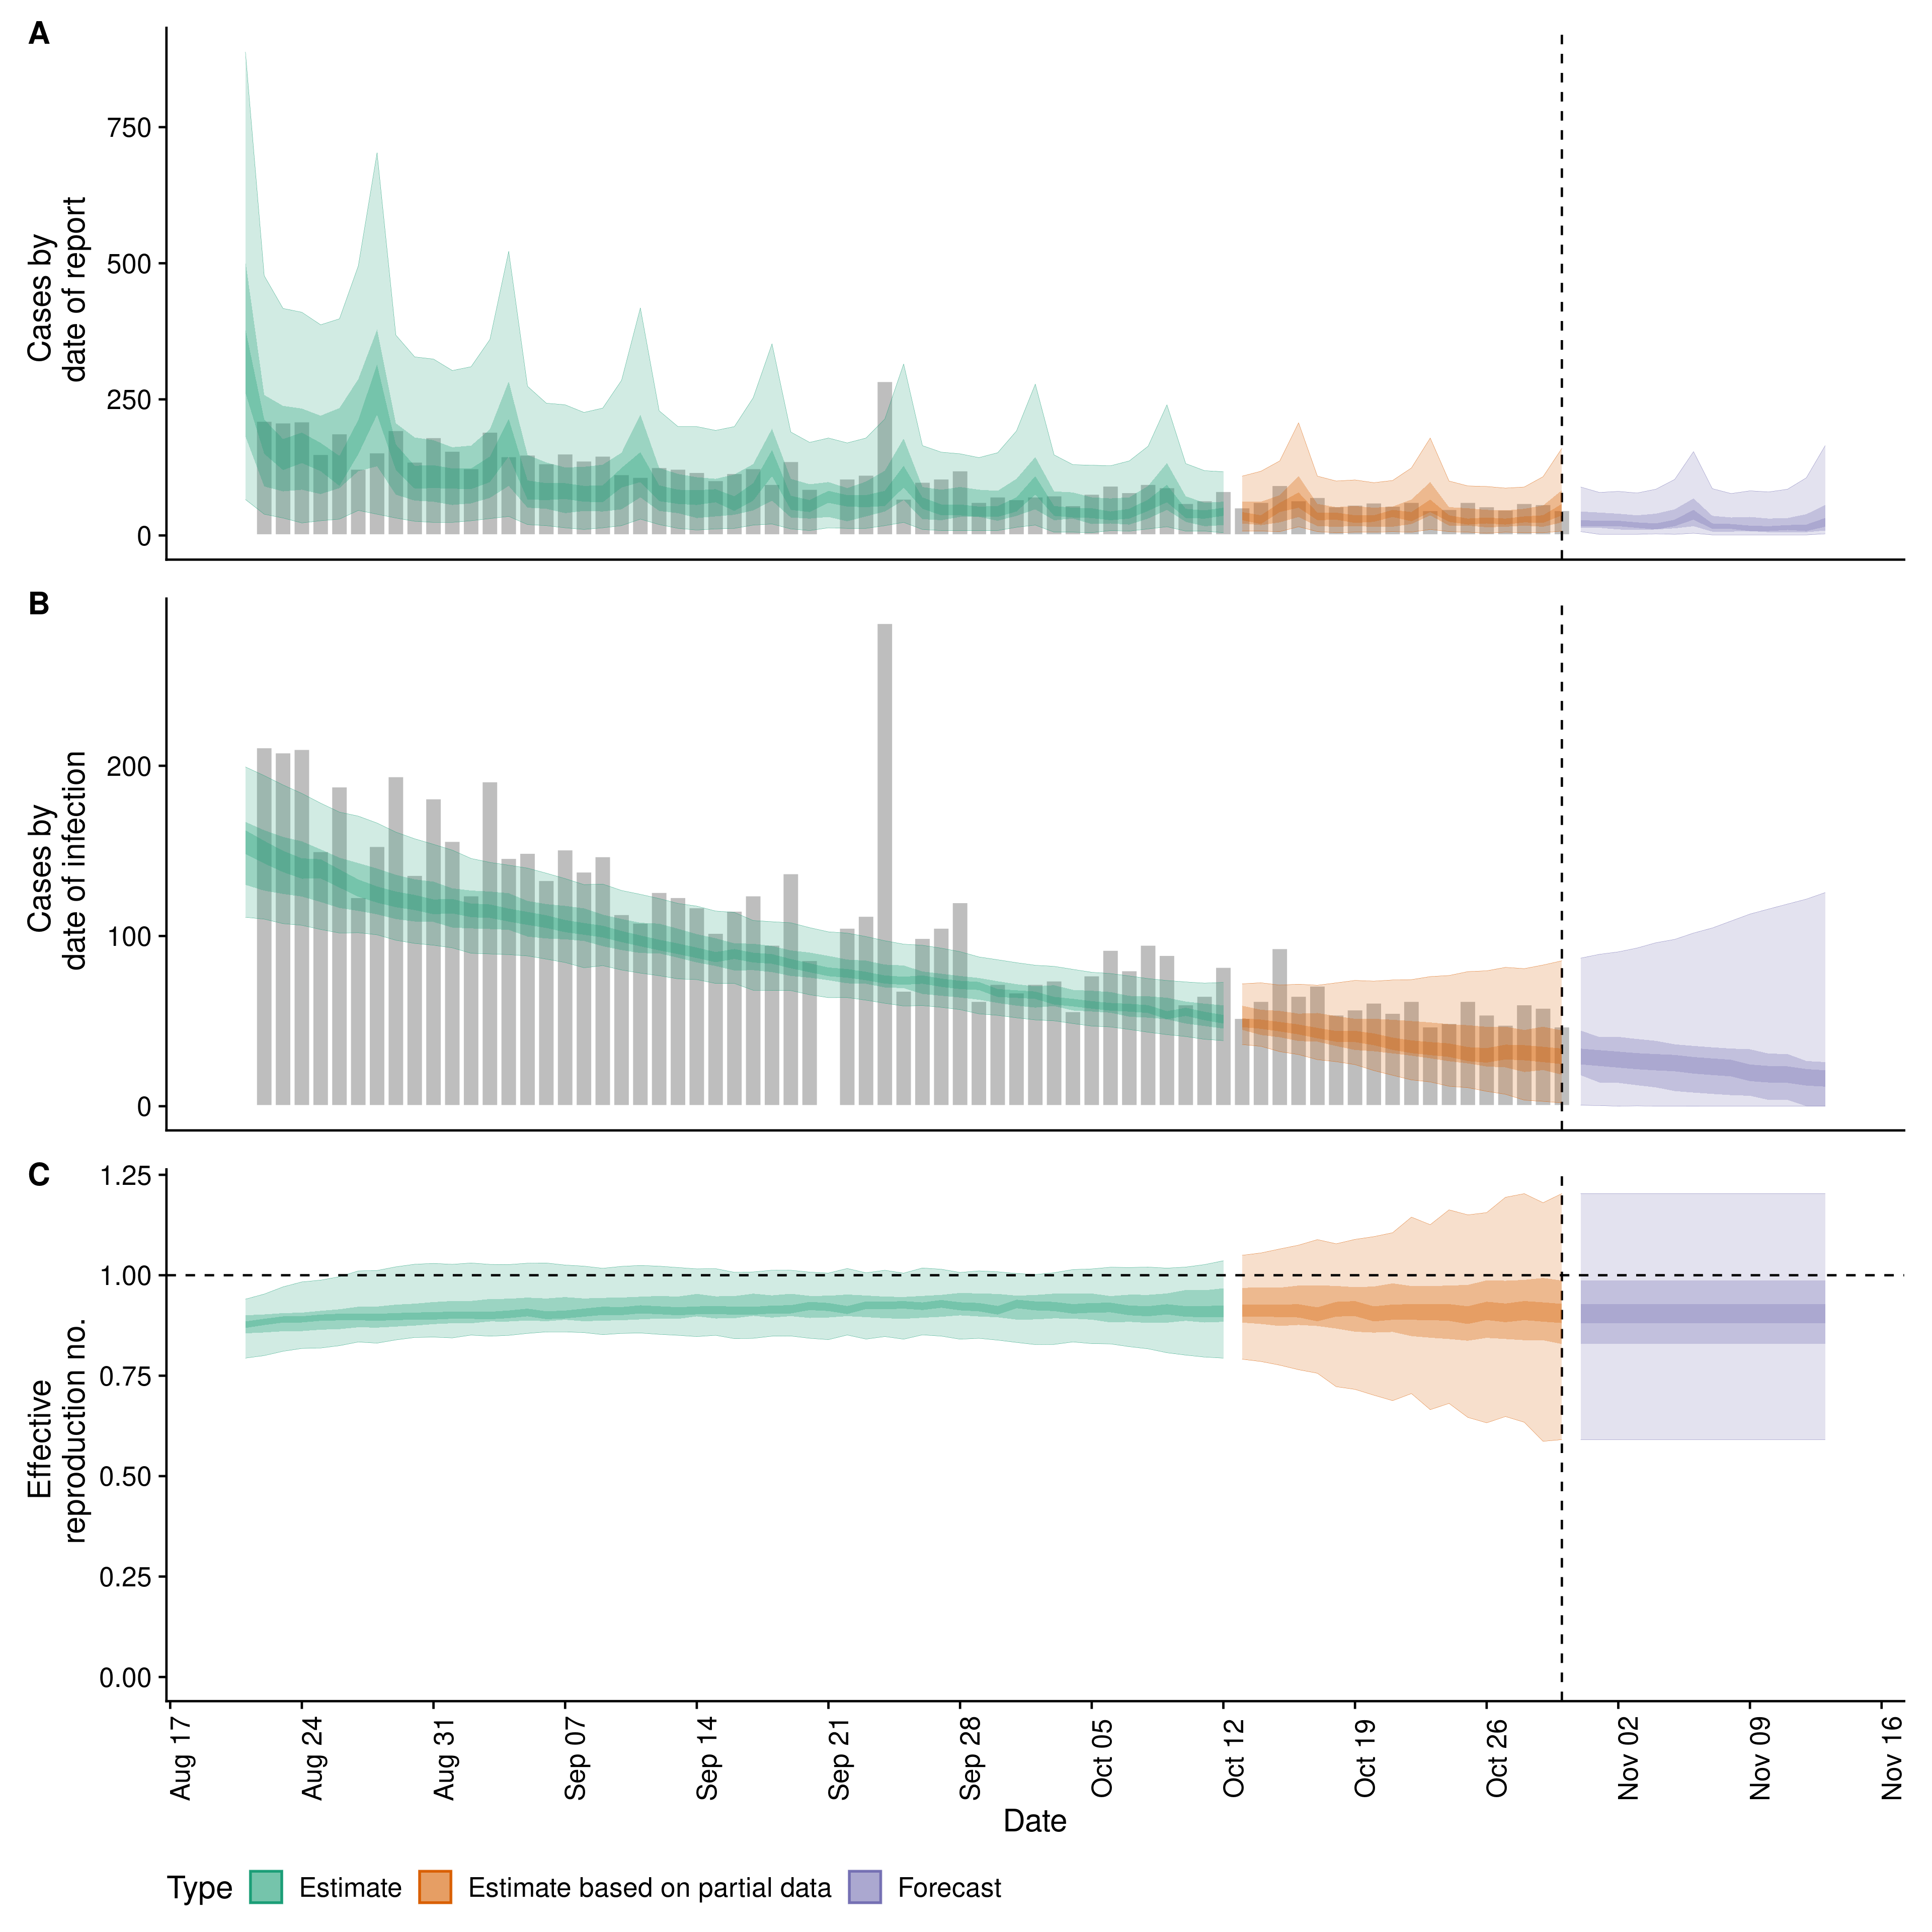 A
Cases by
date of report
750
500
250
0
B
Cases by
date of infection
200
100
0
C
Effective
reproduction no.
1.25
1.00
0.75
0.50
0.25
0.00
Aug 17
Aug 24
Aug 31
Sep 07
Sep 14
Sep 21
Sep 28
Oct 05
Oct 12
Oct 19
Oct 26
Nov 02
Nov 09
Nov 16
Date
Type Estimate Estimate based on partial data Forecast